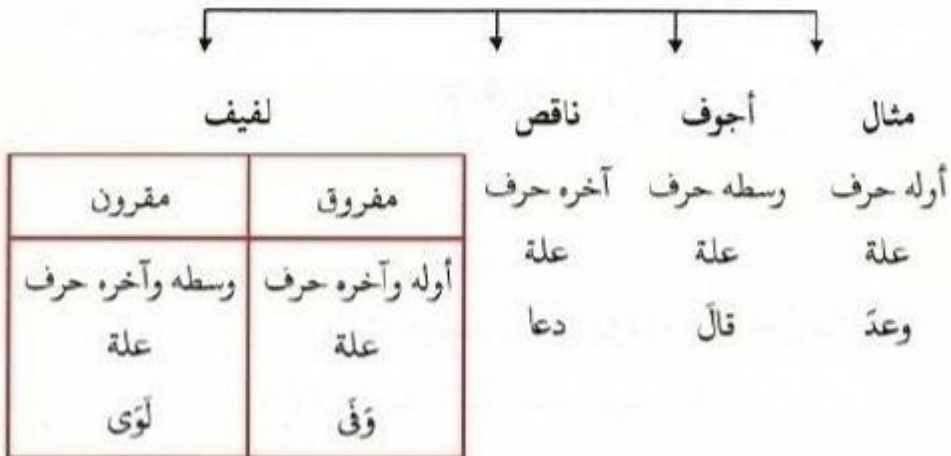 مثال أجوف ناقص لفيف
أوله حرف
علة
وعدَ
وسطه حرف
علة
قالَ
آخره حرف
علة
دعا
مفروق
أوله وآخره حرف
علة
وَفَى
مقرون
وسطه وآخره حرف
علة
لَوَى